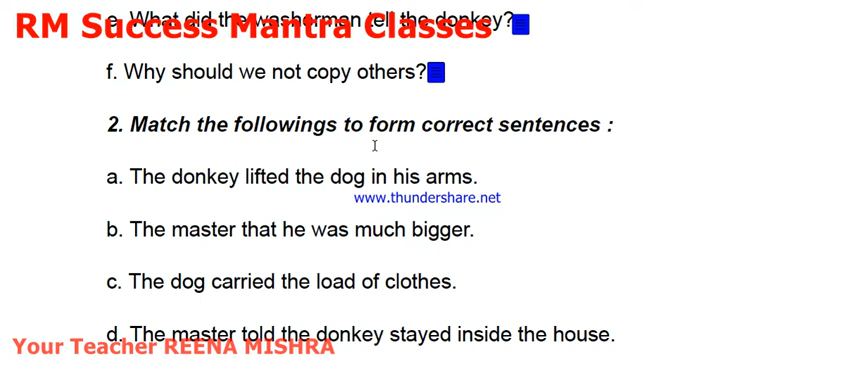 e. What did the washerman tell the donkey?
RM Success Mantra Classes
f. Why should we not copy others?
2. Match the followings to form correct sentences :
a. The donkey lifted the dog in his arms.
www.thundershare.net
b. The master that he was much bigger.
c. The dog carried the load of clothes.
d. The master told the donkey stayed inside the house.
Your Teacher REENA MISHRA